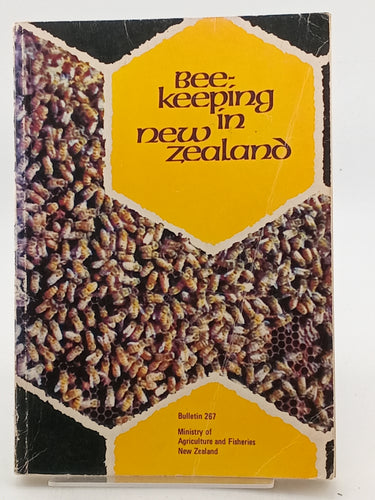 Bee-
keeping
in
new
zealand
Bulletin 267
Ministry of
Agriculture and Fisheries
New Zealand